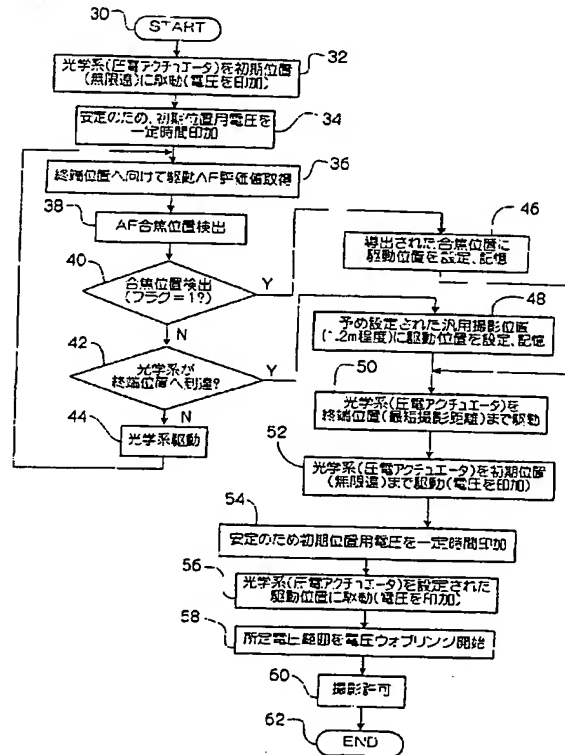 30
START
光学系(圧電アクチュエータ)を初期位置
(無限遠)に駆動(電圧を印加)
32
安定のため、初期位置用電圧を
一定時間印加
34
終端位置へ向けて駆動AF評価値取得
36
38
AF合焦位置検出
40
合焦位置検出
(フラグ=1?)
Y
N
42
光学系が
終端位置へ到達?
Y
N
44
光学系駆動
46
導出された合焦位置に
駆動位置を設定、記憶
48
予め設定された汎用撮影位置
(1.2m程度)に駆動位置を設定、記憶
50
光学系(圧電アクチュエータ)を
終端位置(最短撮影距離)まで駆動
52
光学系(圧電アクチュエータ)を初期位置
(無限遠)まで駆動(電圧を印加)
54
安定のため初期位置用電圧を一定時間印加
56
光学系(圧電アクチュエータ)を設定された
駆動位置に駆動(電圧を印加)
58
所定電圧範囲を電圧ウォブリング開始
60
撮影許可
62
END